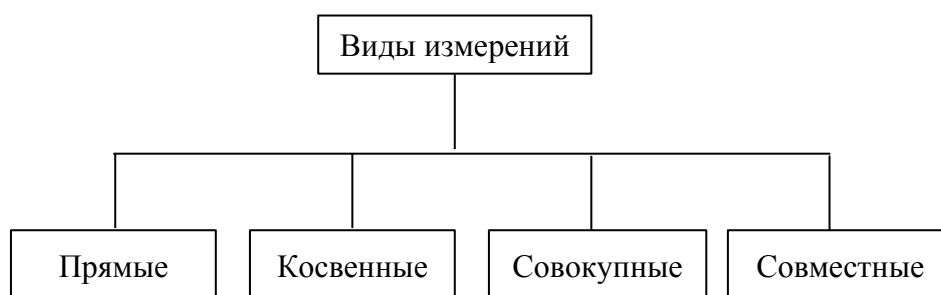 Виды измерений
Прямые
Косвенные
Совокупные
Совместные